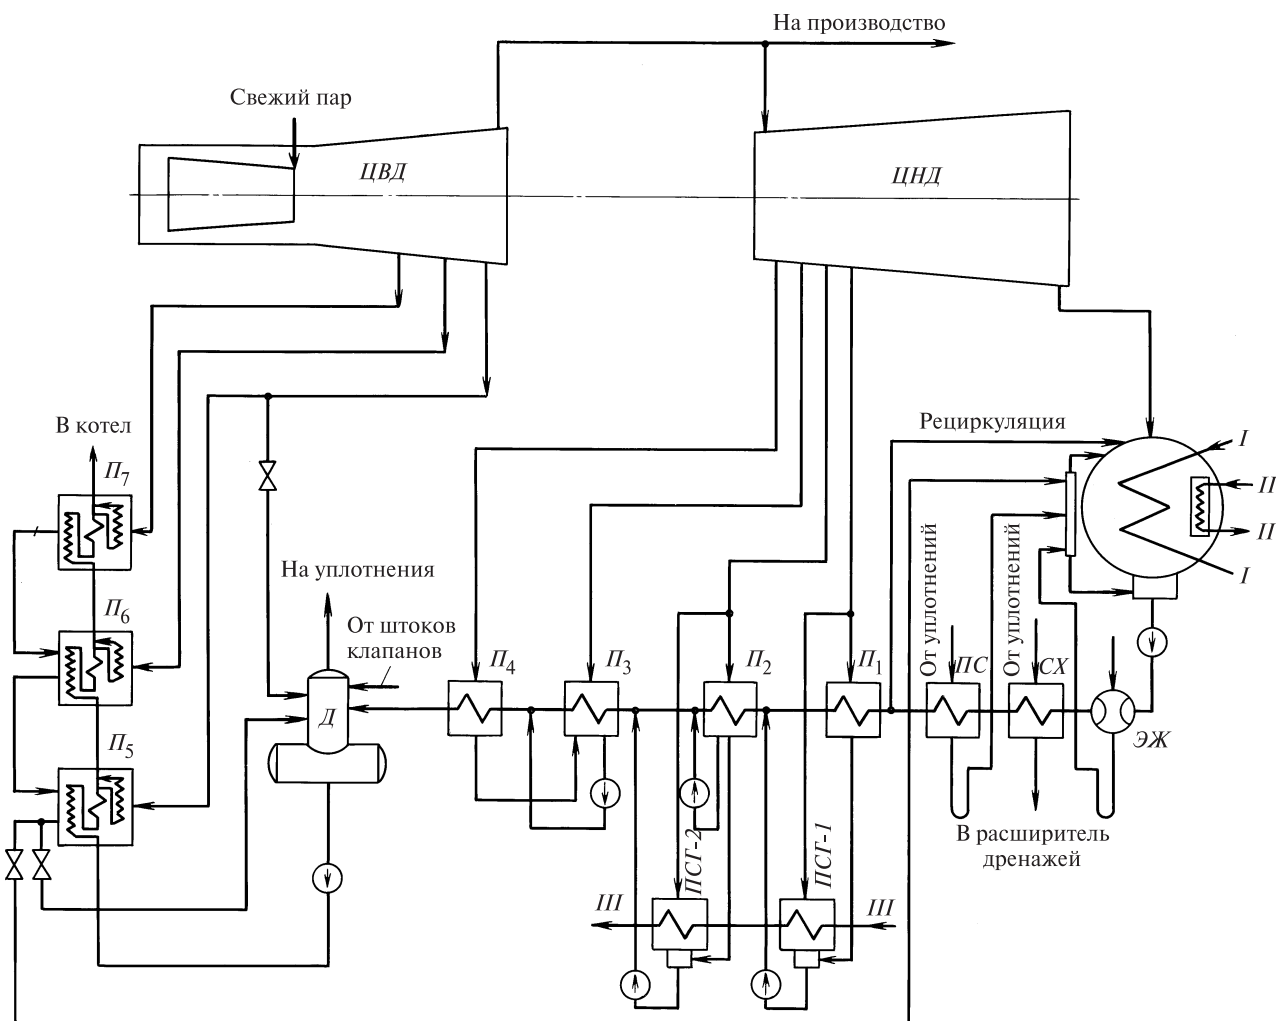 На производство
Свежий пар
ЦВД
ЦНД
В котел
Рециркуляция
I
П7
II
На уплотнения
От уплотнений
От уплотнений
II
I
П6
От штоков
клапанов
П4
П3
П2
П1
ПС
СХ
Д
ЭЖ
П5
ПСГ-2
ПСГ-1
В расширитель
дренажей
III
III